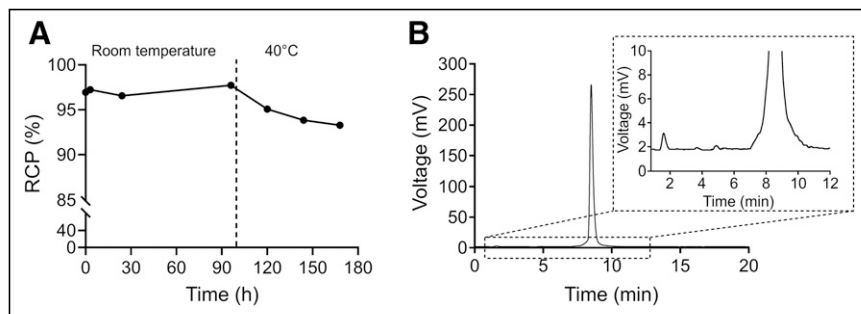 A
Room temperature 40°C
100
95
90
85
40
0
RCP (%)
0 30 60 90 120 150 180
Time (h)
B
300
250
200
150
100
50
0
Voltage (mV)
0 5 10 15 20
Time (min)
10
8
6
4
2
0
Voltage (mV)
2 4 6 8 10 12
Time (min)